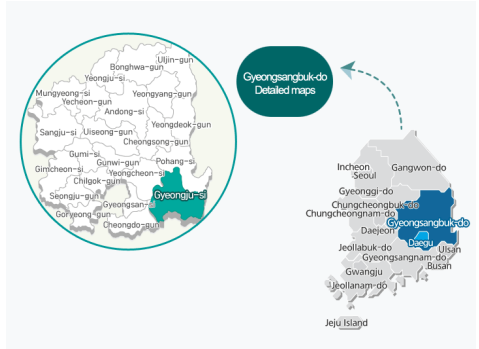 Uljin-gun
Bonghwa-gun
Yeongju-si
Mungyeong-si
Yeongyang-gun
Yecheon-gun
Andong-si
Yeongdeok-gun
Sangju-si
Uiseong-gun
Cheongsong-gun
Gumi-si
Gunwi-gun
Pohang-si
Gimcheon-si
Yeongcheon-si
Chilgok-gun
Seongju-gun
Gyeongju-si
Gyeongsan-si
Goryeong-gun
Cheongdo-gun
Gyeongsangbuk-do
Detailed maps
Incheon
Seoul
Gangwon-do
Gyeonggi-do
Chungcheongbuk-do
Chungcheongnam-do
Gyeongsangbuk-do
Daejeon
Daegu
Jeollabuk-do
Ulsan
Gyeongsangnam-do
Busan
Gwangju
Jeollanam-do
Jeju Island